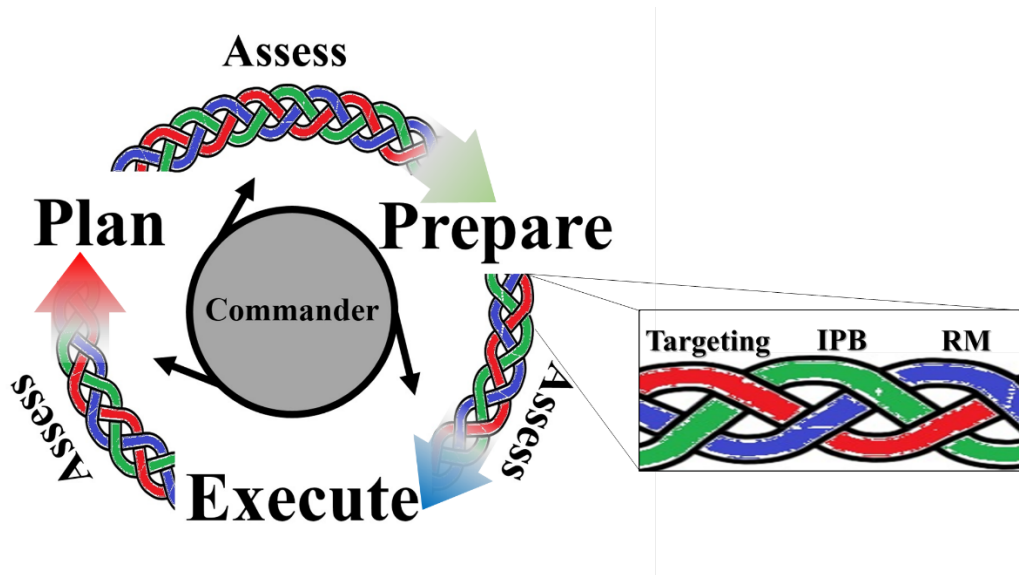 Assess
Plan
Prepare
Commander
Targeting IPB RM
Assess
Assess
Execute